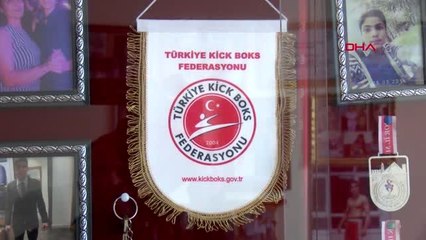 TÜRKİYE KİCK BOKS
FEDERASYONU
TÜRKİYE KİCK BOKS
2004
FEDERASYONU
www.kickboks.gov.tr
DHA